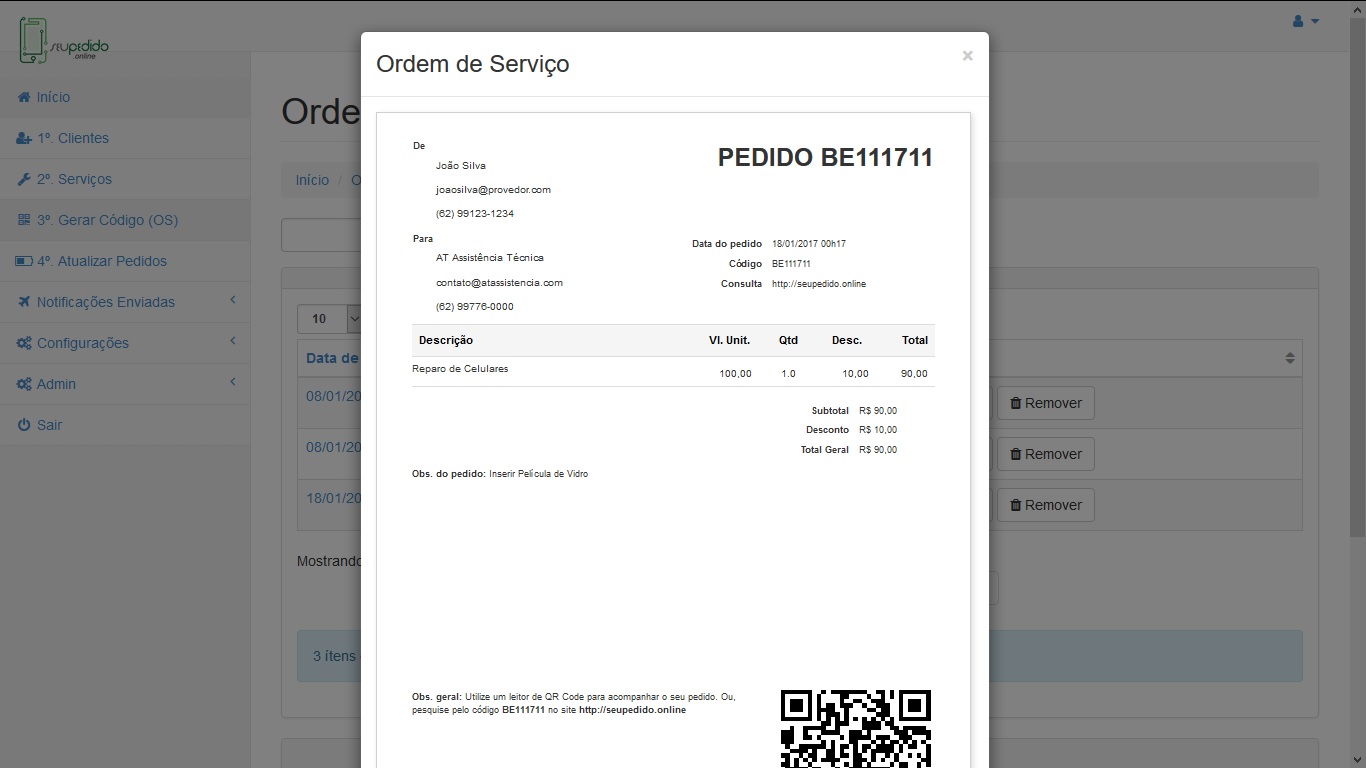 SEUPEDIDO
.online
Início
1º. Clientes
2º. Serviços
3º. Gerar Código (OS)
4º. Atualizar Pedidos
Notificações Enviadas
Configurações
Admin
Sair
Orde
Início / O
10
Data de
08/01/20
Remover
08/01/20
Remover
18/01/20
Remover
Mostrando
3 ítens
Ordem de Serviço
×
De
João Silva
joaosilva@provedor.com
(62) 99123-1234
PEDIDO BE111711
Para
AT Assistência Técnica
contato@atassistencia.com
(62) 99776-0000
Data do pedido 18/01/2017 00h17
Código BE111711
Consulta http://seupedido.online
Descrição Vl. Unit. Qtd Desc. Total
Reparo de Celulares 100,00 1.0 10,00 90,00
Subtotal R$ 90,00
Desconto R$ 10,00
Total Geral R$ 90,00
Obs. do pedido: Inserir Película de Vidro
Obs. geral: Utilize um leitor de QR Code para acompanhar o seu pedido. Ou,
pesquise pelo código BE111711 no site http://seupedido.online